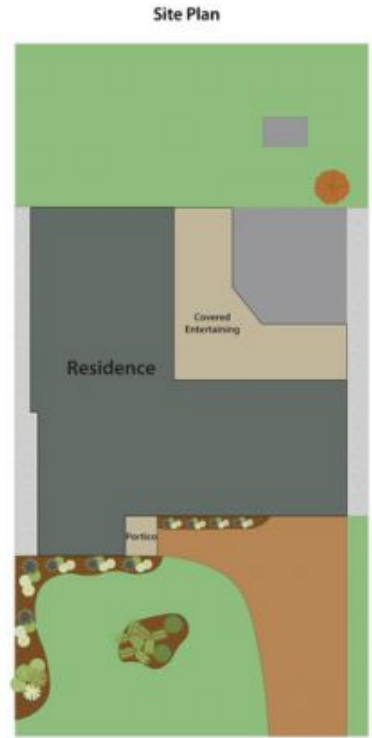 Site Plan
Covered
Entertaining
Residence
Portico